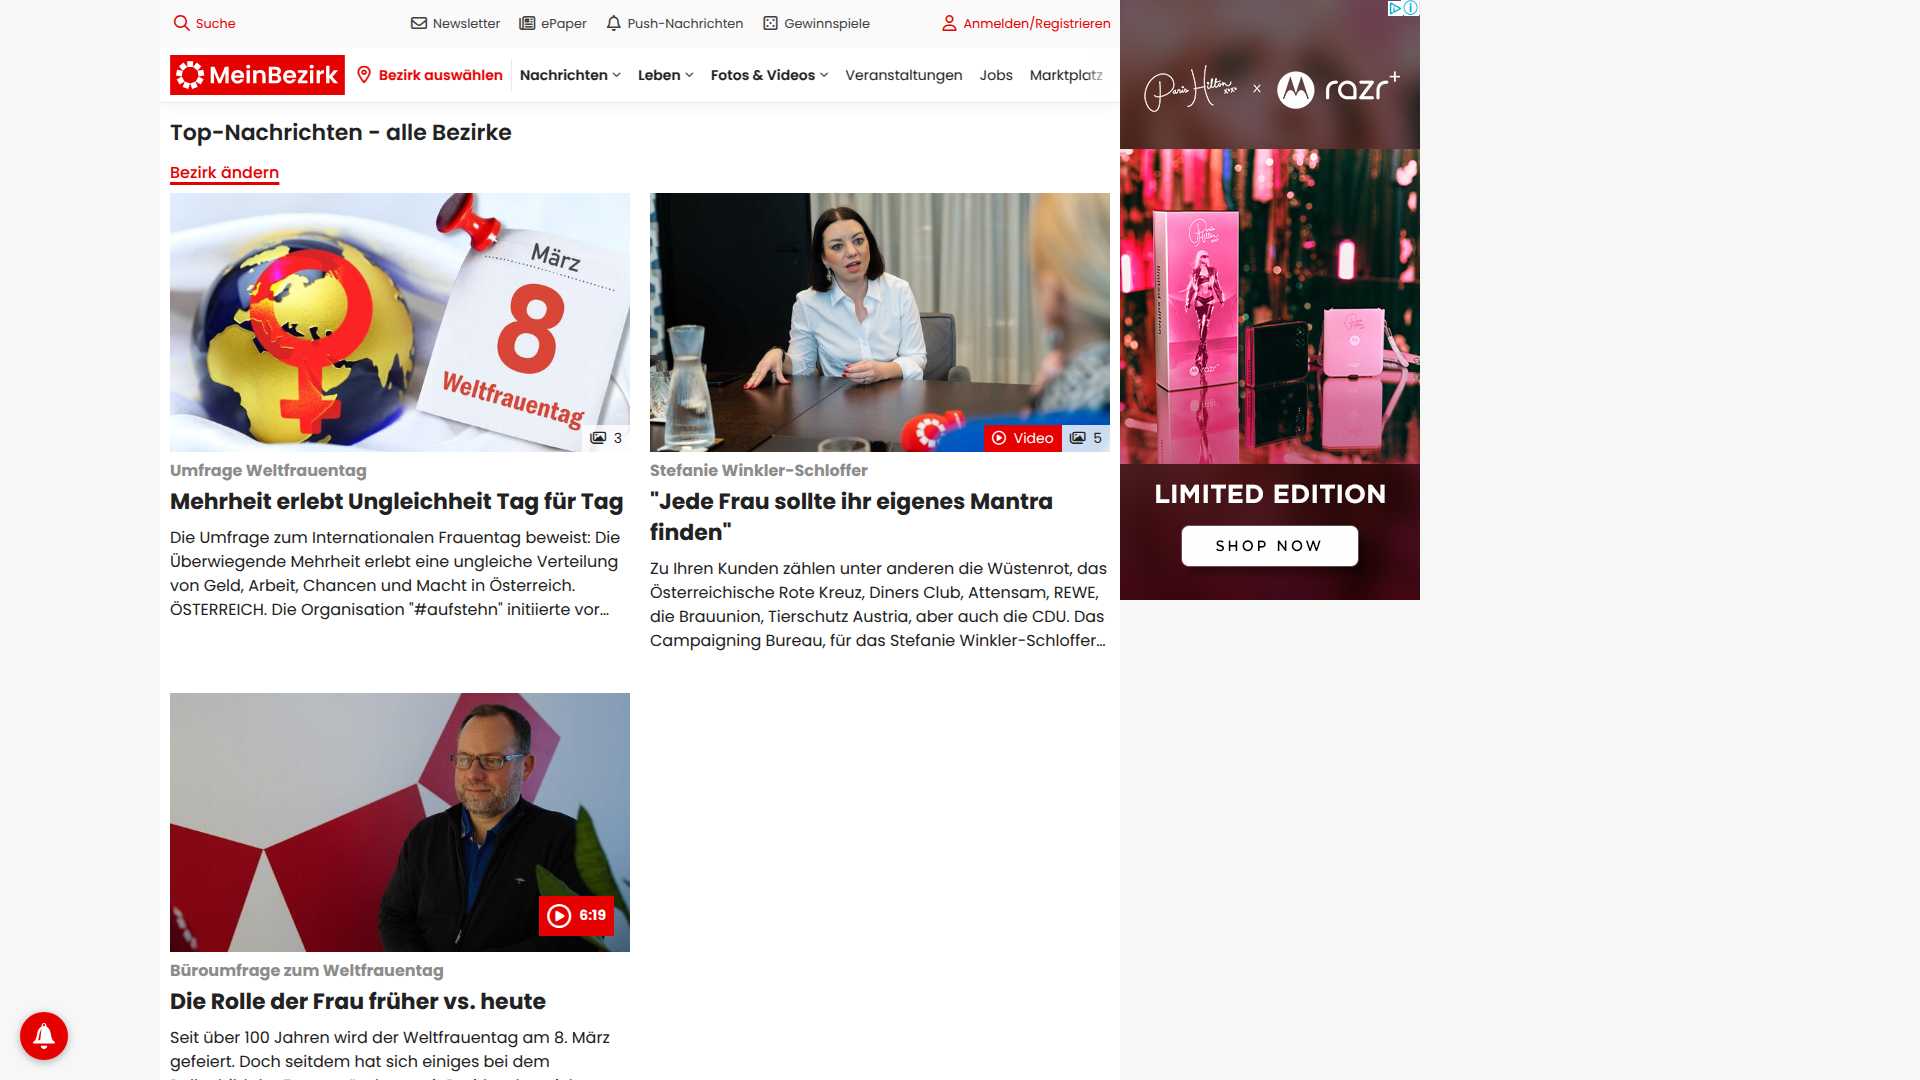 Suche
Newsletter
ePaper
Push-Nachrichten
Gewinnspiele
Anmelden/Registrieren
MeinBezirk
Bezirk auswählen
Nachrichten
Leben
Fotos & Videos
Veranstaltungen
Jobs
Marktplatz
Top-Nachrichten - alle Bezirke
Bezirk ändern
März
8
Weltfrauentag
3
Umfrage Weltfrauentag
Mehrheit erlebt Ungleichheit Tag für Tag
Die Umfrage zum Internationalen Frauentag beweist: Die
Überwiegende Mehrheit erlebt eine ungleiche Verteilung
von Geld, Arbeit, Chancen und Macht in Österreich.
ÖSTERREICH. Die Organisation "#aufstehn" initiierte vor...
Video
5
Stefanie Winkler-Schloffer
"Jede Frau sollte ihr eigenes Mantra
finden"
Zu Ihren Kunden zählen unter anderen die Wüstenrot, das
Österreichische Rote Kreuz, Diners Club, Attensam, REWE,
die Brauunion, Tierschutz Austria, aber auch die CDU. Das
Campaigning Bureau, für das Stefanie Winkler-Schloffer...
6:19
Büroumfrage zum Weltfrauentag
Die Rolle der Frau früher vs. heute
Seit über 100 Jahren wird der Weltfrauentag am 8. März
gefeiert. Doch seitdem hat sich einiges bei dem
Paris Hilton x razr+
LIMITED EDITION
SHOP NOW